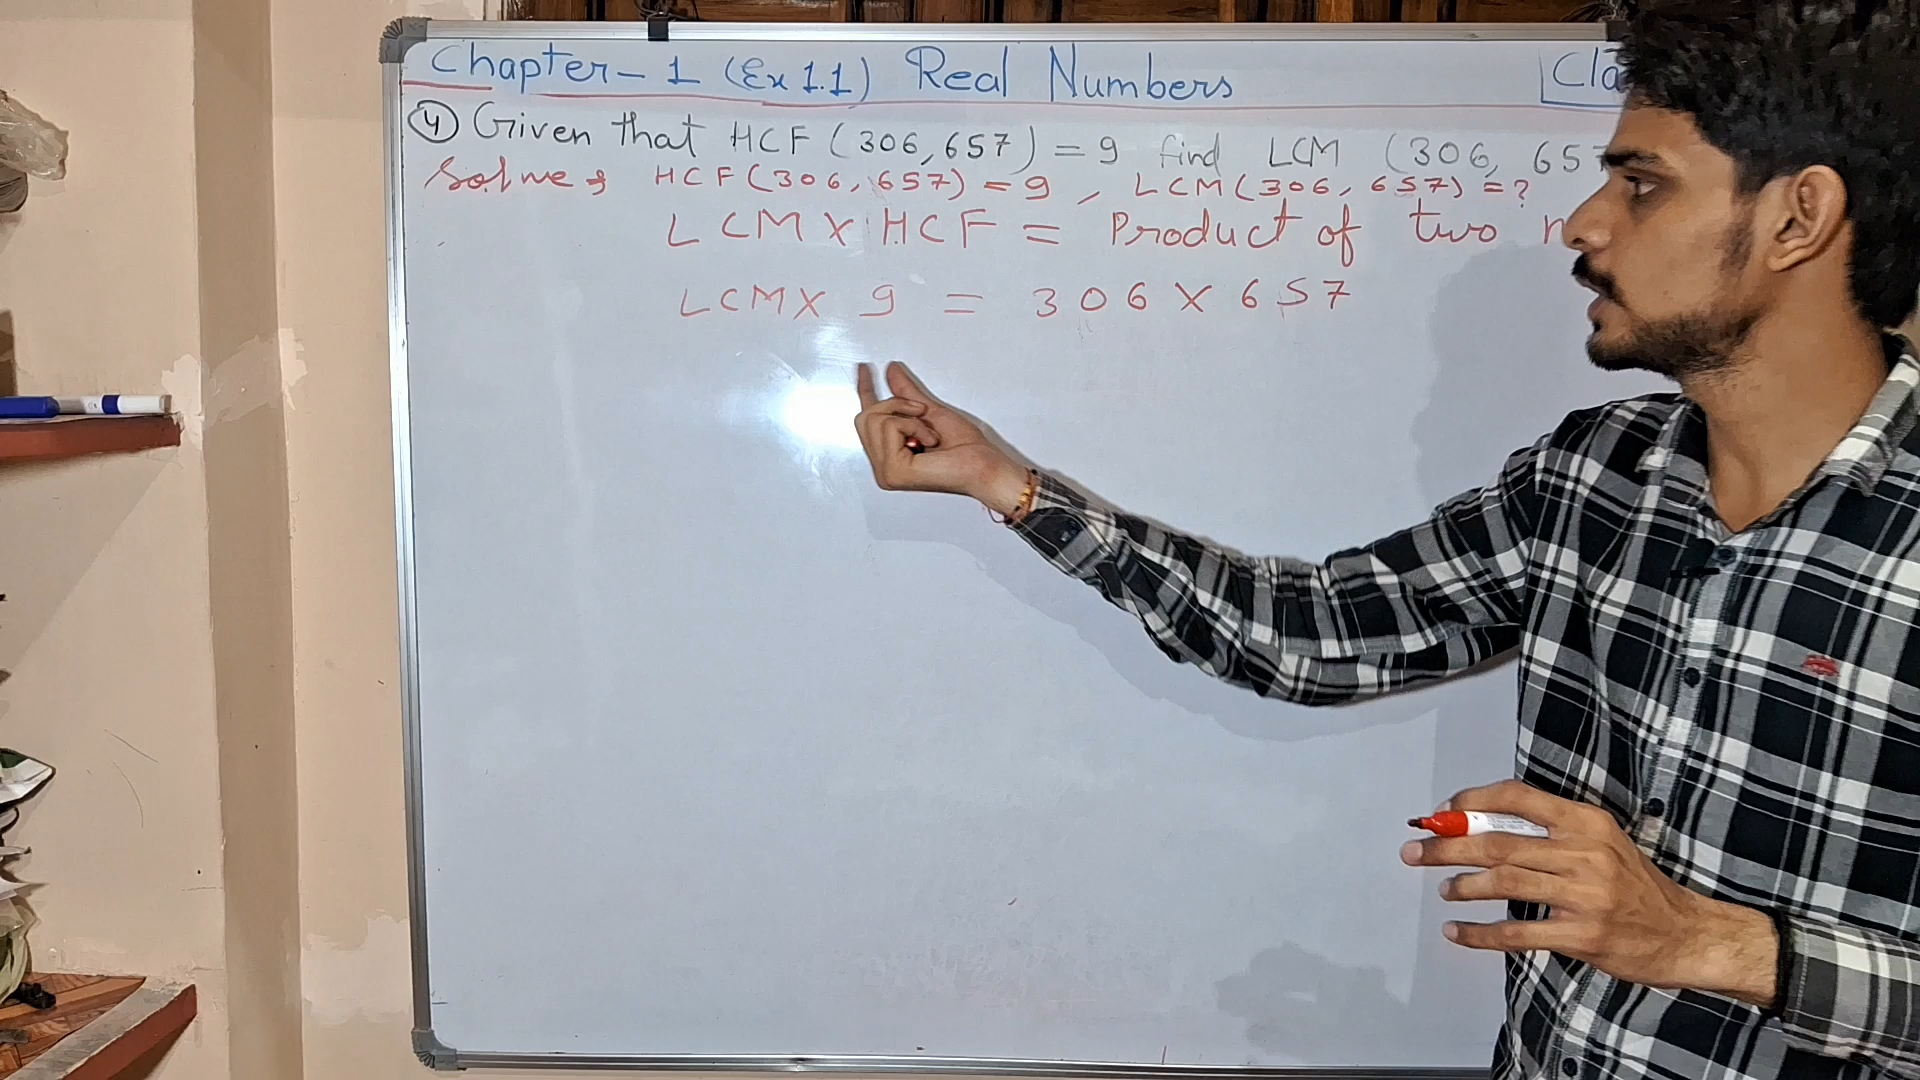 Chapter-1 (Ex 1.1) Real Numbers
④ Given that HCF (306,657) = 9 find LCM (306, 657
Solve HCF(306, 657) = 9, LCM(306, 657) = ?
LCM X HCF = Product of two
LCM X 9 = 306 X 657